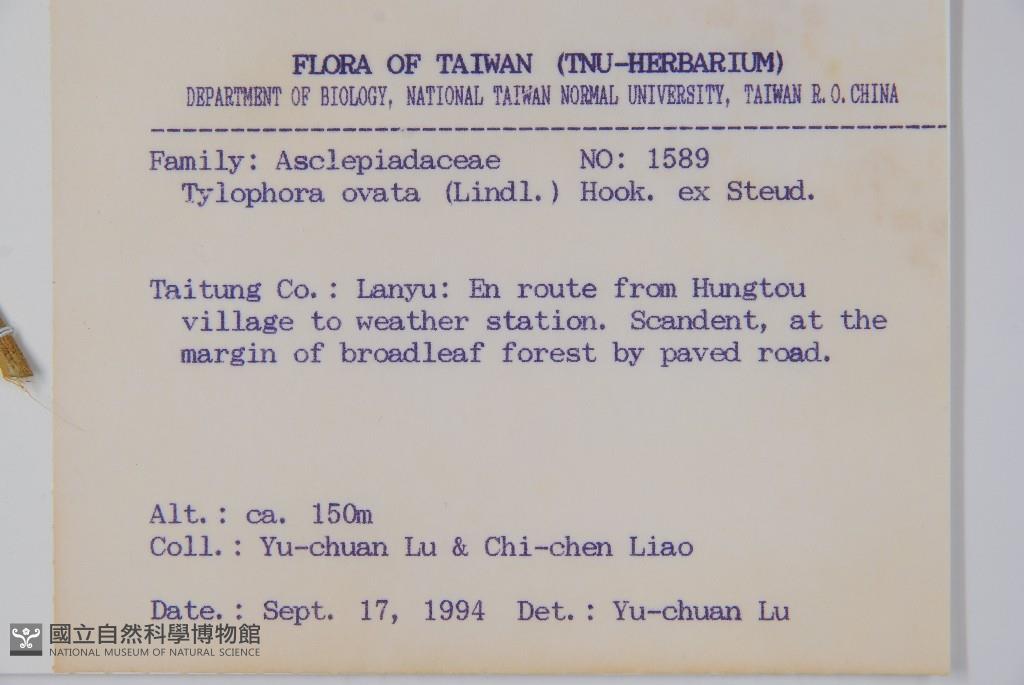 FLORA OF TAIWAN (TNU-HERBARIUM)
DEPARTMENT OF BIOLOGY, NATIONAL TAIWAN NORMAL UNIVERSITY, TAIWAN R.O.CHINA
Family: Asclepiadaceae NO: 1589
Tylophora ovata (Lindl.) Hook. ex Steud.
Taitung Co.: Lanyu: En route from Hungtou
village to weather station. Scandent, at the
margin of broadleaf forest by paved road.
Alt.: ca. 150m
Coll.: Yu-chuan Lu & Chi-chen Liao
Date.: Sept. 17, 1994 Det.: Yu-chuan Lu
國立自然科學博物館
NATIONAL MUSEUM OF NATURAL SCIENCE